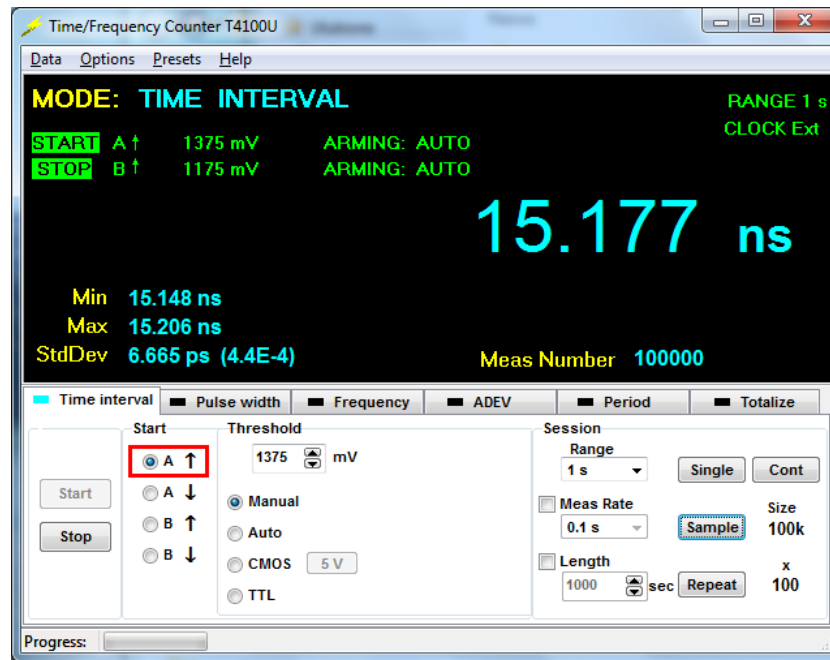 Time/Frequency Counter T4100U
Data Options Presets Help
MODE: TIME INTERVAL
RANGE 1 s
CLOCK Ext
START A ↑ 1375 mV ARMING: AUTO
STOP B ↑ 1175 mV ARMING: AUTO
15.177 ns
Min 15.148 ns
Max 15.206 ns
StdDev 6.665 ps (4.4E-4)
Meas Number 100000
Time interval Pulse width Frequency ADEV Period Totalize
Start
Stop
Start
A ↑
A ↓
B ↑
B ↓
Threshold
1375 mV
Manual
Auto
CMOS 5 V
TTL
Session
Range
1 s Single Cont
Meas Rate Size
0.1 s Sample 100k
Length x
1000 sec Repeat 100
Progress: